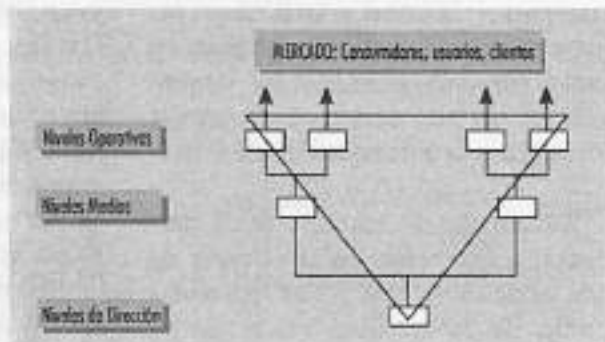 MERCADO: Consumidores, usuarios, clientes
Niveles Operativos
Niveles Medios
Niveles de Dirección